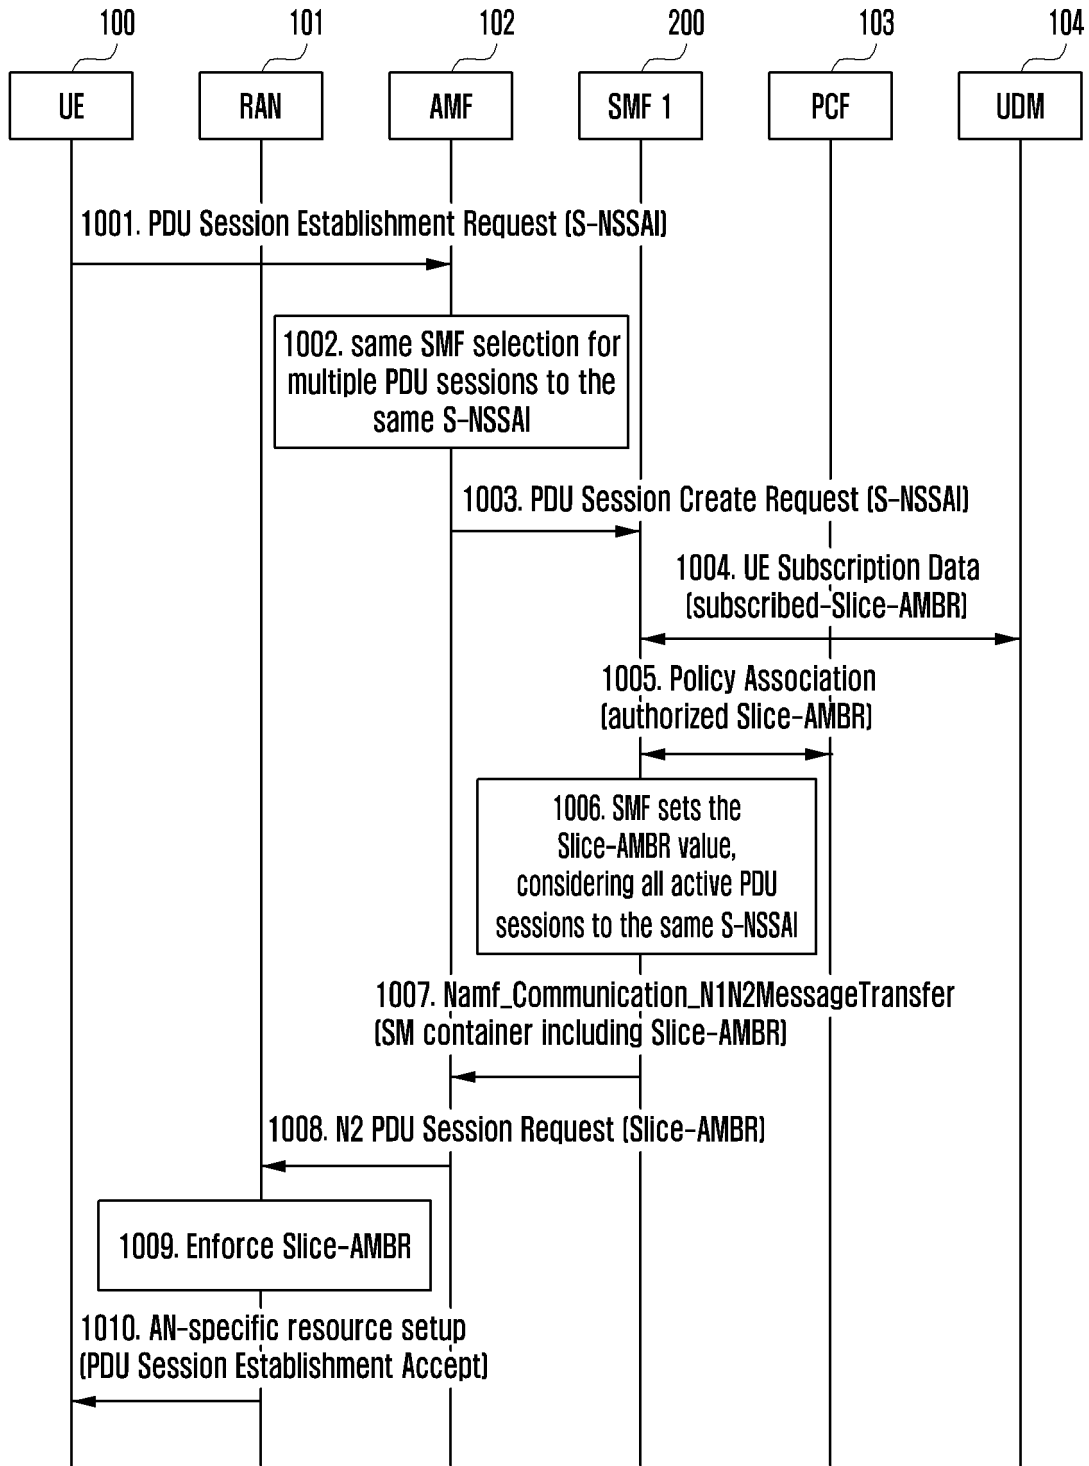 100 101 102 200 103 104
UE RAN AMF SMF 1 PCF UDM
1001. PDU Session Establishment Request (S-NSSAI)
1002. same SMF selection for
multiple PDU sessions to the
same S-NSSAI
1003. PDU Session Create Request (S-NSSAI)
1004. UE Subscription Data
(subscribed-Slice-AMBR)
1005. Policy Association
(authorized Slice-AMBR)
1006. SMF sets the
Slice-AMBR value,
considering all active PDU
sessions to the same S-NSSAI
1007. Namf_Communication_N1N2MessageTransfer
(SM container including Slice-AMBR)
1008. N2 PDU Session Request (Slice-AMBR)
1009. Enforce Slice-AMBR
1010. AN-specific resource setup
(PDU Session Establishment Accept)